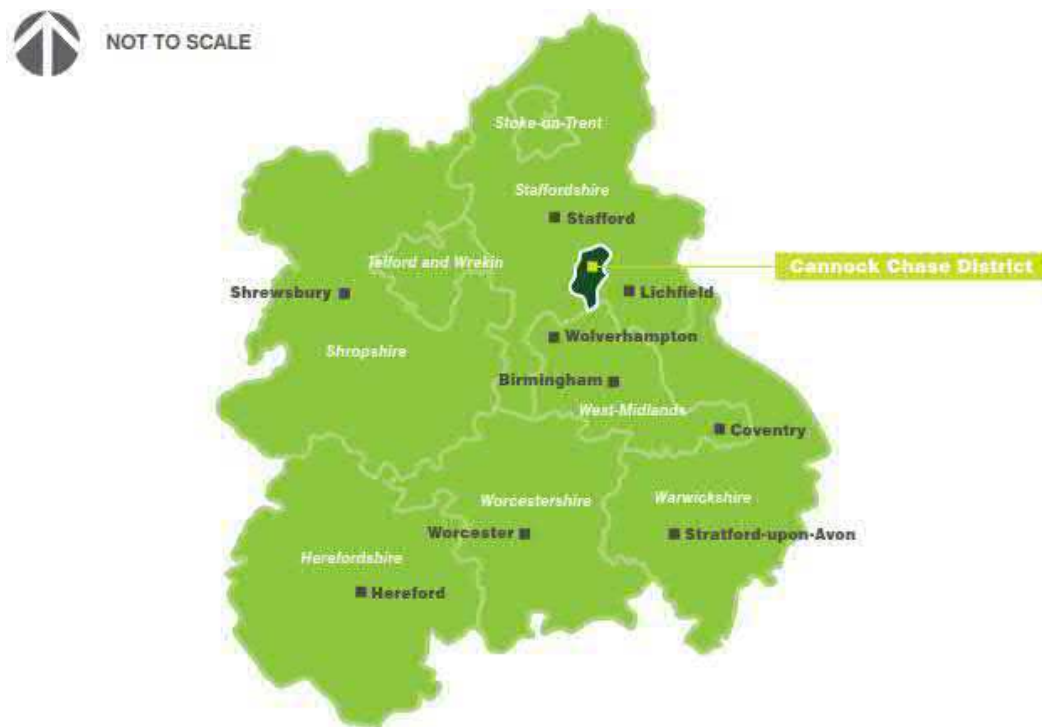 NOT TO SCALE
Stoke-on-Trent
Staffordshire
Stafford
Telford and Wrekin
Cannock Chase District
Shrewsbury
Lichfield
Wolverhampton
Shropshire
Birmingham
West-Midlands
Coventry
Worcestershire
Warwickshire
Worcester
Stratford-upon-Avon
Herefordshire
Hereford